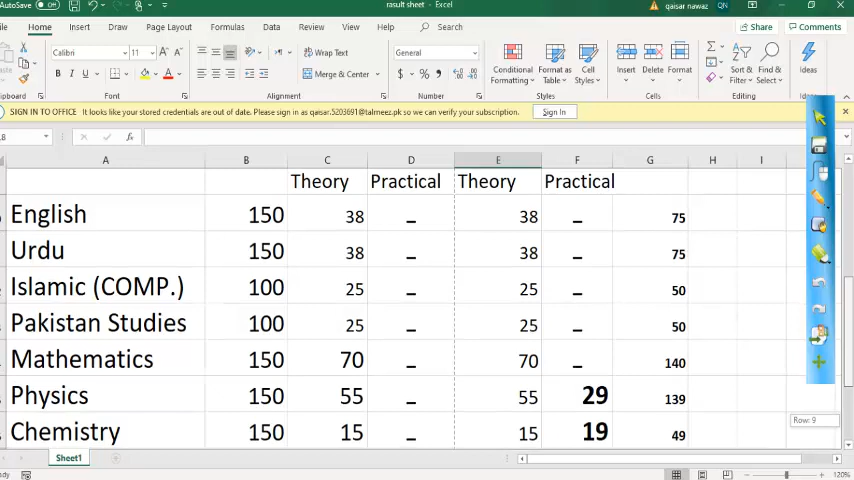 AutoSave Off rasult sheet - Excel qaisar nawaz QN
File Home Insert Draw Page Layout Formulas Data Review View Help Search Share Comments
Calibri 11 A A Wrap Text General Conditional Formatting Format as Table Cell Styles Insert Delete Format Sort & Filter Find & Select Ideas
B I U Merge & Center $ % 9
Clipboard Font Alignment Number Styles Cells Editing Ideas
SIGN IN TO OFFICE It looks like your stored credentials are out of date. Please sign in as qaisar.5203691@talmeez.pk so we can verify your subscription. Sign In
fx
A B C D E F G H I
Theory Practical Theory Practical
English 150 38 – 38 – 75
Urdu 150 38 – 38 – 75
Islamic (COMP.) 100 25 – 25 – 50
Pakistan Studies 100 25 – 25 – 50
Mathematics 150 70 – 70 – 140
Physics 150 55 – 55 29 139
Row: 9
Chemistry 150 15 – 15 19 49
Sheet1
120%